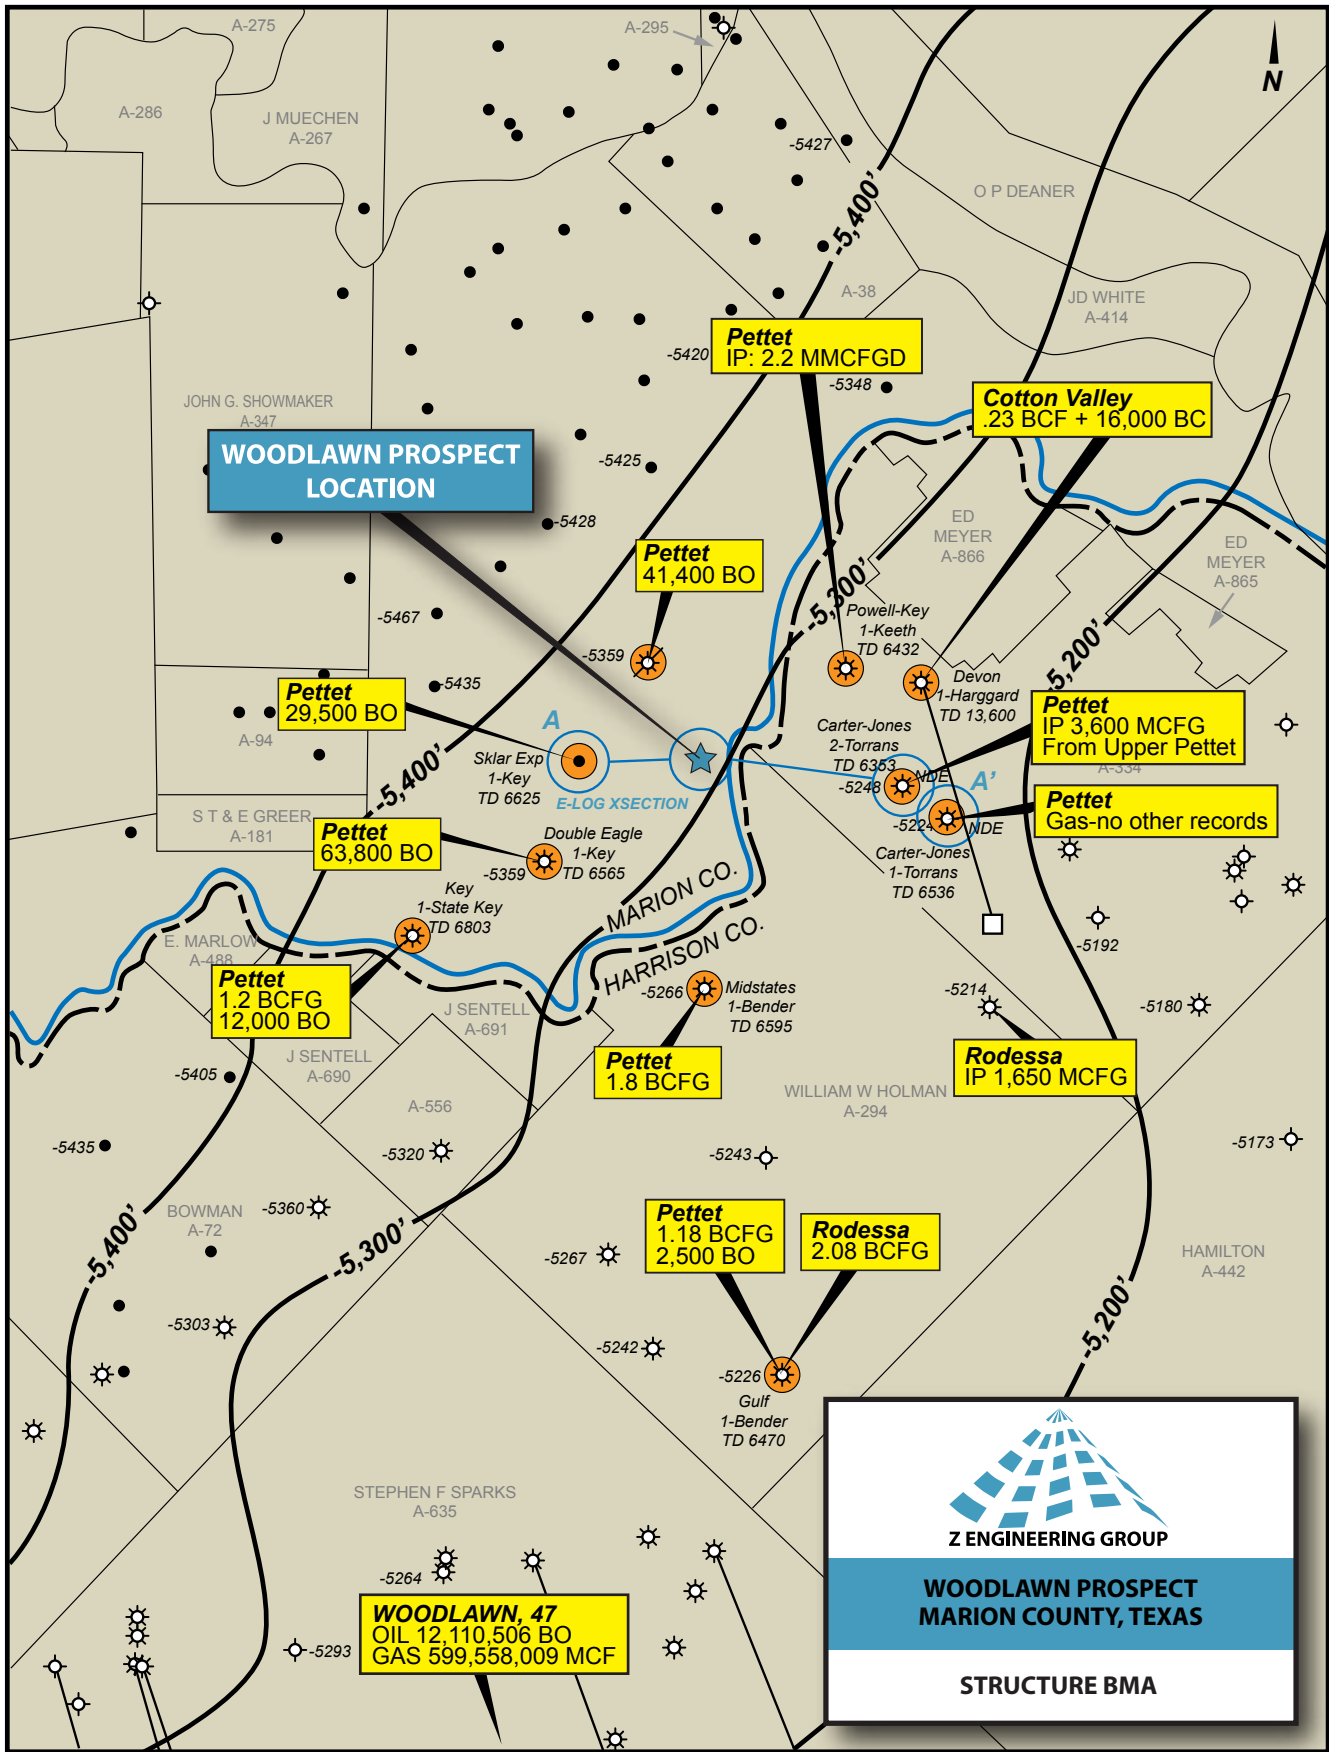 A-275
A-295
N
A-286
J MUECHEN
A-267
-5427
O P DEANER
-5,400'
A-38
JD WHITE
A-414
Pettet
IP: 2.2 MMCFGD
-5420
-5348
JOHN G. SHOWMAKER
A-347
Cotton Valley
.23 BCF + 16,000 BC
WOODLAWN PROSPECT
LOCATION
-5425
-5428
ED
MEYER
A-866
ED
MEYER
A-865
Pettet
41,400 BO
-5,300'
-5467
Powell-Key
1-Keeth
TD 6432
-5,200'
-5359
-5435
Devon
1-Harggard
TD 13,600
Pettet
29,500 BO
A-94
A
Sklar Exp
1-Key
TD 6625
E-LOG XSECTION
Carter-Jones
2-Torrans
TD 6353
-5248
NDE
A'
Pettet
IP 3,600 MCFG
From Upper Pettet
A-334
-5,400'
Pettet
Gas-no other records
-5224
NDE
Carter-Jones
1-Torrans
TD 6536
S T & E GREER
A-181
Pettet
63,800 BO
Double Eagle
1-Key
TD 6565
-5359
Key
1-State Key
TD 6803
MARION CO.
HARRISON CO.
-5192
E. MARLOW
A-488
Pettet
1.2 BCFG
12,000 BO
-5266
Midstates
1-Bender
TD 6595
-5214
-5180
J SENTELL
A-691
J SENTELL
A-690
Pettet
1.8 BCFG
Rodessa
IP 1,650 MCFG
-5405
A-556
WILLIAM W HOLMAN
A-294
-5435
-5320
-5243
-5173
BOWMAN
A-72
-5360
-5,400'
-5,300'
Pettet
1.18 BCFG
2,500 BO
Rodessa
2.08 BCFG
-5267
HAMILTON
A-442
-5303
-5242
-5,200'
-5226
Gulf
1-Bender
TD 6470
STEPHEN F SPARKS
A-635
-5264
WOODLAWN, 47
OIL 12,110,506 BO
GAS 599,558,009 MCF
-5293
Z ENGINEERING GROUP
WOODLAWN PROSPECT
MARION COUNTY, TEXAS
STRUCTURE BMA